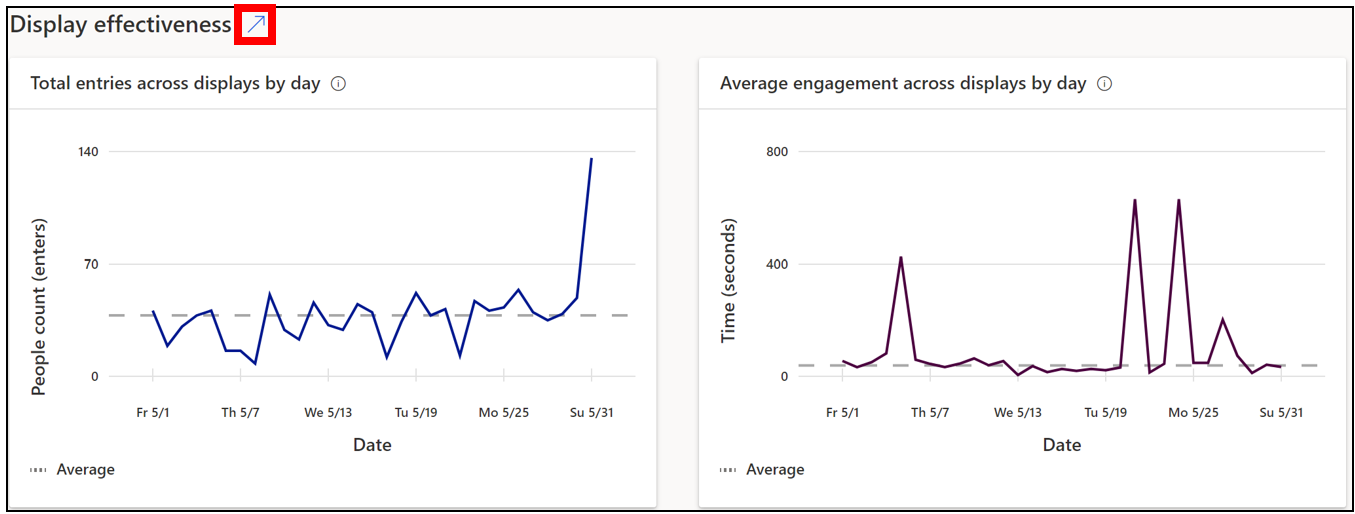 Display effectiveness
Total entries across displays by day
140
70
0
People count (enters)
Fr 5/1 Th 5/7 We 5/13 Tu 5/19 Mo 5/25 Su 5/31
Date
Average
Average engagement across displays by day
800
400
0
Time (seconds)
Fr 5/1 Th 5/7 We 5/13 Tu 5/19 Mo 5/25 Su 5/31
Date
Average